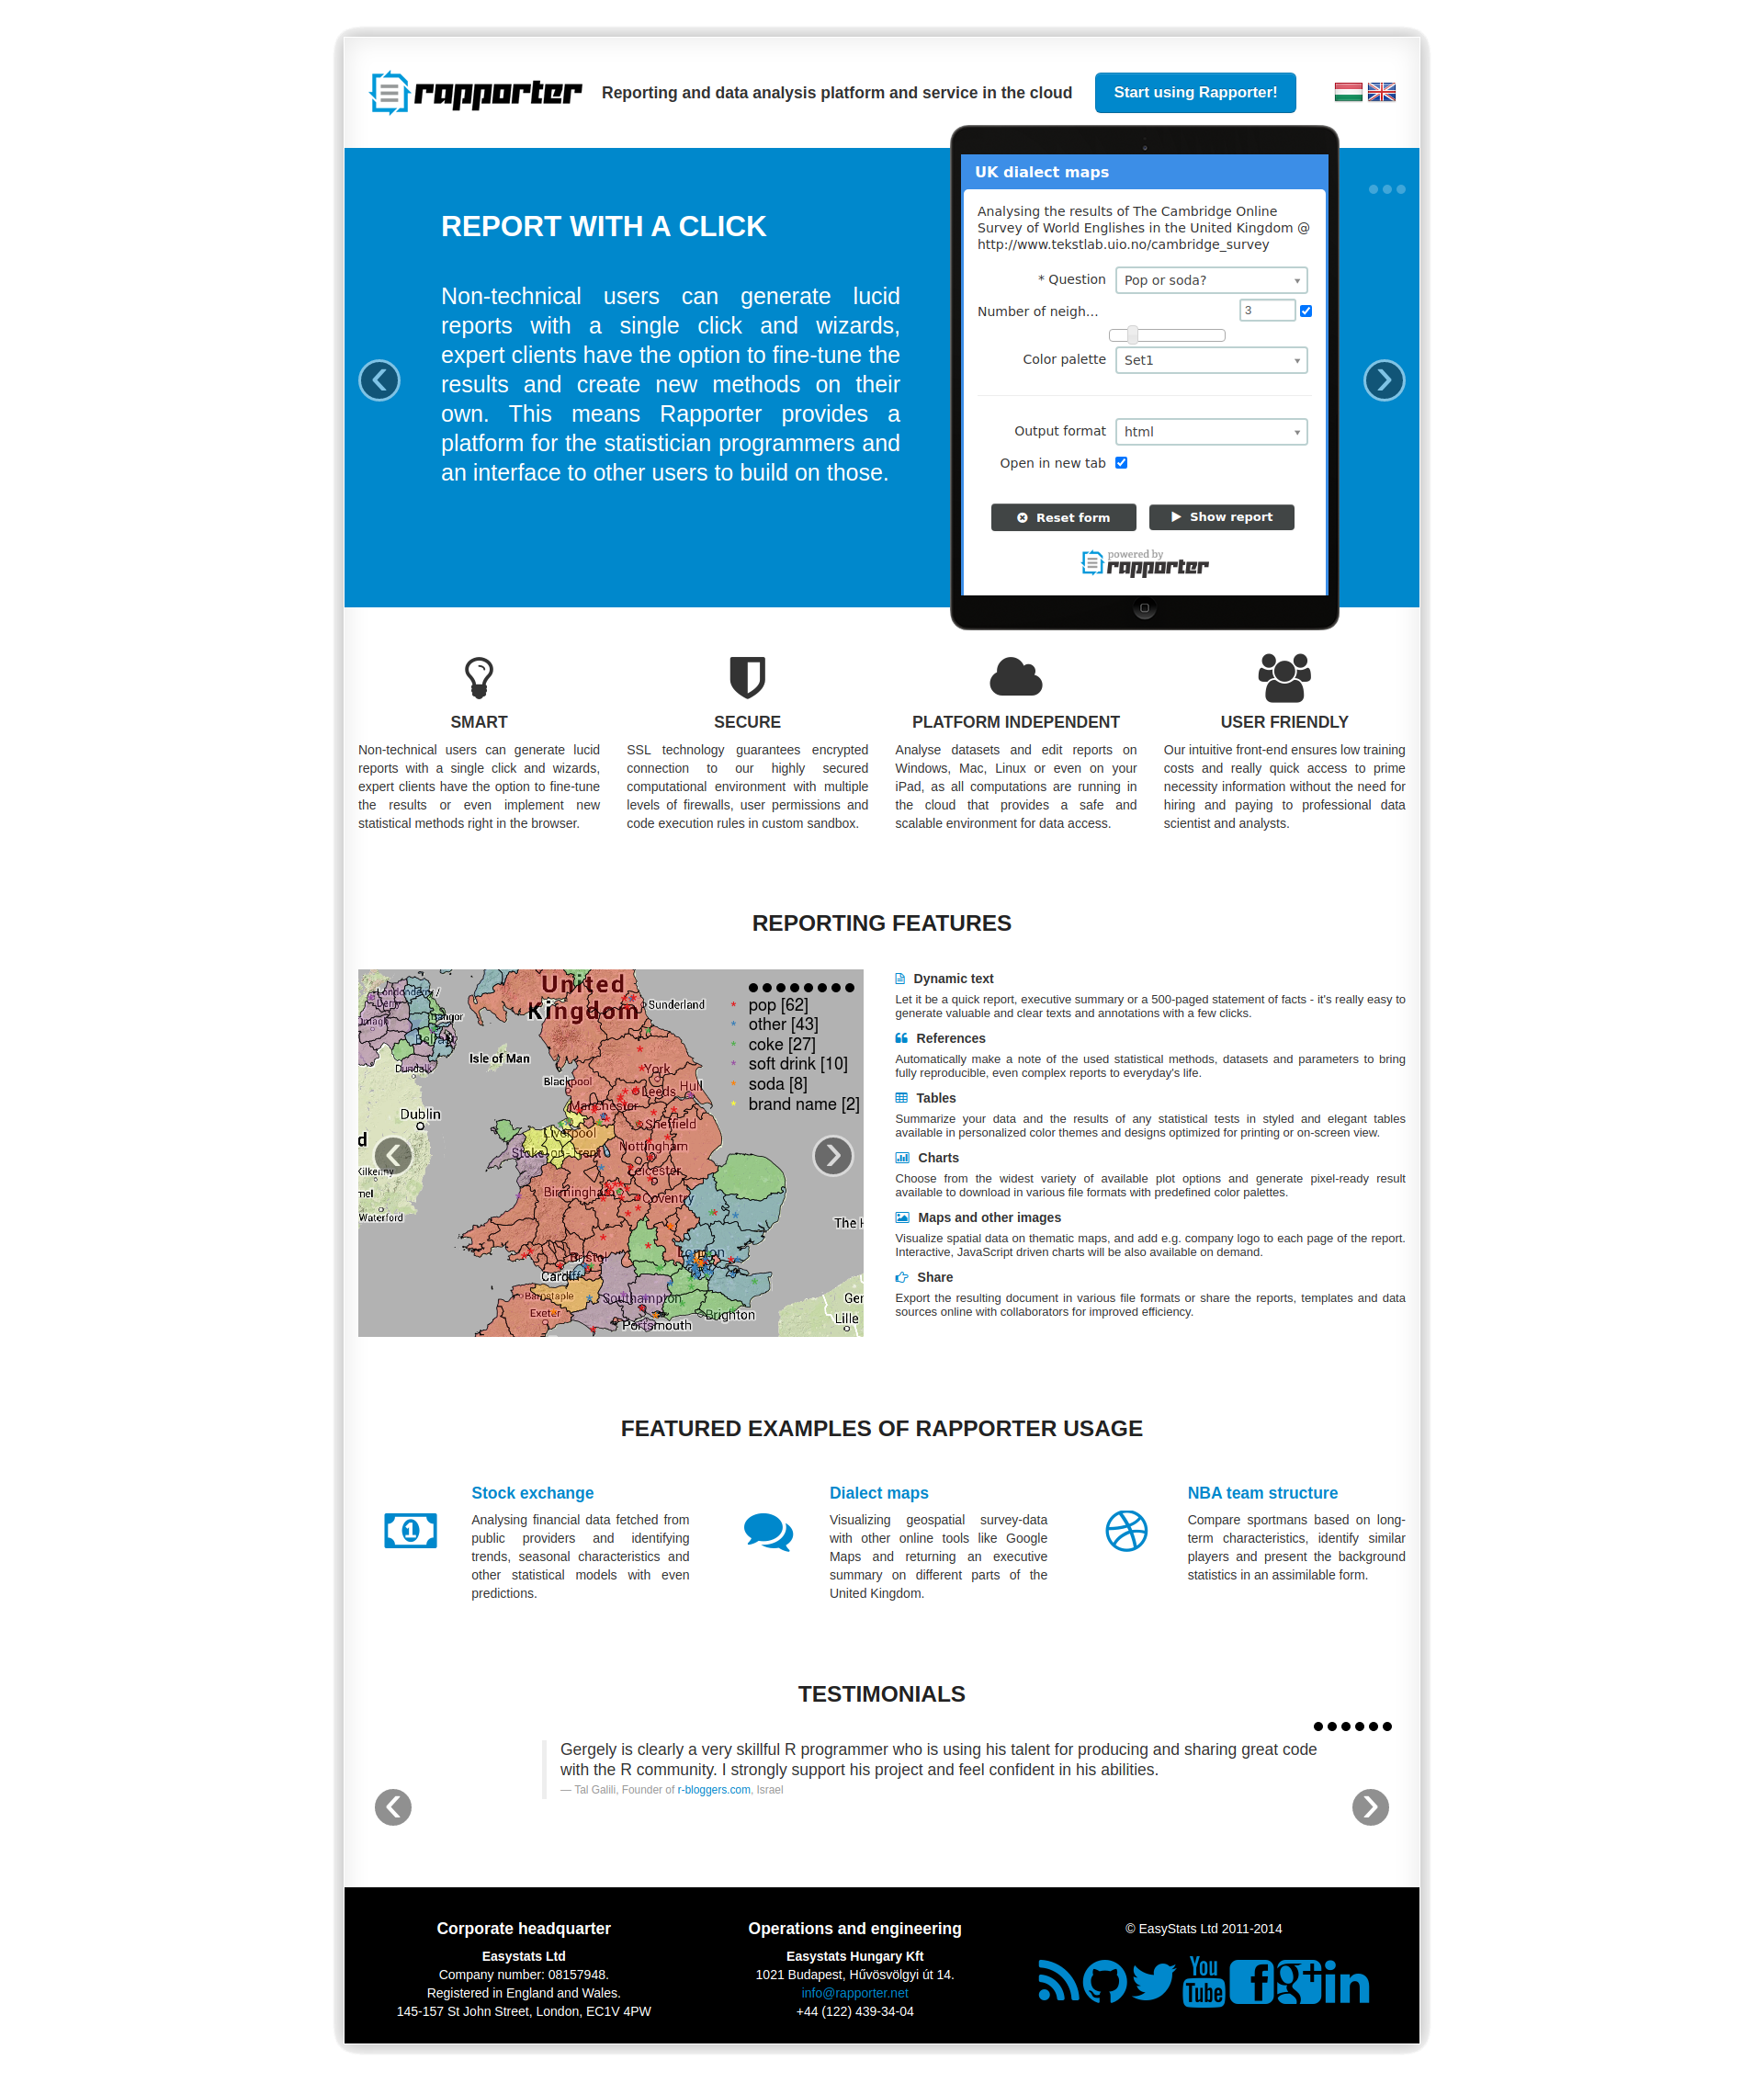 rapporter
Reporting and data analysis platform and service in the cloud
Start using Rapporter!
REPORT WITH A CLICK
Non-technical users can generate lucid
reports with a single click and wizards,
expert clients have the option to fine-tune the
results and create new methods on their
own. This means Rapporter provides a
platform for the statistician programmers and
an interface to other users to build on those.
UK dialect maps
Analysing the results of The Cambridge Online
Survey of World Englishes in the United Kingdom @
http://www.tekstlab.uio.no/cambridge_survey
* Question Pop or soda?
Number of neigh... 3
Color palette Set1
Output format html
Open in new tab
Reset form Show report
powered by
rapporter
SMART
Non-technical users can generate lucid
reports with a single click and wizards,
expert clients have the option to fine-tune
the results or even implement new
statistical methods right in the browser.
SECURE
SSL technology guarantees encrypted
connection to our highly secured
computational environment with multiple
levels of firewalls, user permissions and
code execution rules in custom sandbox.
PLATFORM INDEPENDENT
Analyse datasets and edit reports on
Windows, Mac, Linux or even on your
iPad, as all computations are running in
the cloud that provides a safe and
scalable environment for data access.
USER FRIENDLY
Our intuitive front-end ensures low training
costs and really quick access to prime
necessity information without the need for
hiring and paying to professional data
scientist and analysts.
REPORTING FEATURES
United
Kingdom
Londonderry /
Derry
Bangor
Belfast
Dundalk
Isle of Man
Sunderland
Blackpool
York
Leeds
Hull
Manchester
Dublin
Sheffield
Liverpool
Stoke-on-Trent
Nottingham
Leicester
Kilkenny
Birmingham
Coventry
Waterford
The H
London
Bristol
Cardiff
Barnstaple
Southampton
Exeter
Brighton
Portsmouth
Ger
Lille
pop [62]
other [43]
coke [27]
soft drink [10]
soda [8]
brand name [2]
Dynamic text
Let it be a quick report, executive summary or a 500-paged statement of facts - it's really easy to
generate valuable and clear texts and annotations with a few clicks.
References
Automatically make a note of the used statistical methods, datasets and parameters to bring
fully reproducible, even complex reports to everyday's life.
Tables
Summarize your data and the results of any statistical tests in styled and elegant tables
available in personalized color themes and designs optimized for printing or on-screen view.
Charts
Choose from the widest variety of available plot options and generate pixel-ready result
available to download in various file formats with predefined color palettes.
Maps and other images
Visualize spatial data on thematic maps, and add e.g. company logo to each page of the report.
Interactive, JavaScript driven charts will be also available on demand.
Share
Export the resulting document in various file formats or share the reports, templates and data
sources online with collaborators for improved efficiency.
FEATURED EXAMPLES OF RAPPORTER USAGE
Stock exchange
Analysing financial data fetched from
public providers and identifying
trends, seasonal characteristics and
other statistical models with even
predictions.
Dialect maps
Visualizing geospatial survey-data
with other online tools like Google
Maps and returning an executive
summary on different parts of the
United Kingdom.
NBA team structure
Compare sportmans based on long-
term characteristics, identify similar
players and present the background
statistics in an assimilable form.
TESTIMONIALS
Gergely is clearly a very skillful R programmer who is using his talent for producing and sharing great code
with the R community. I strongly support his project and feel confident in his abilities.
— Tal Galili, Founder of r-bloggers.com, Israel
Corporate headquarter
Easystats Ltd
Company number: 08157948.
Registered in England and Wales.
145-157 St John Street, London, EC1V 4PW
Operations and engineering
Easystats Hungary Kft
1021 Budapest, Hűvösvölgyi út 14.
info@rapporter.net
+44 (122) 439-34-04
© EasyStats Ltd 2011-2014
You
Tube